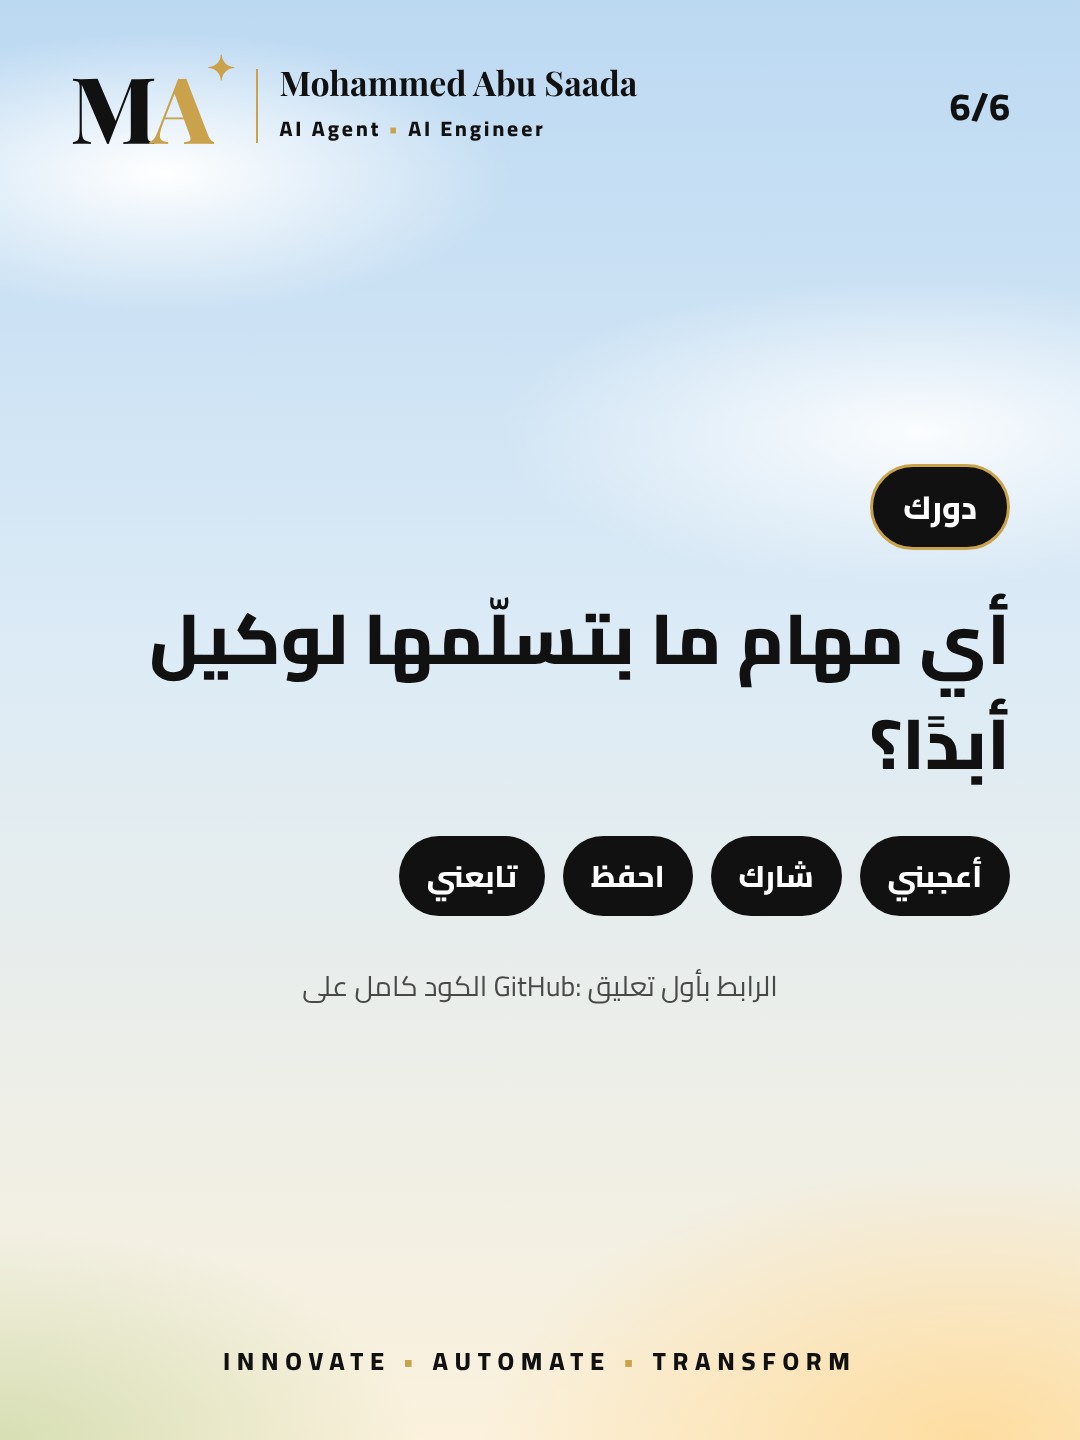 MA
Mohammed Abu Saada
AI Agent ▪ AI Engineer
6/6
دورك
أي مهام ما بتسلّمها لوكيل
أبدًا؟
أعجبني
شارك
احفظ
تابعني
الرابط بأول تعليق :GitHub الكود كامل على
INNOVATE ▪ AUTOMATE ▪ TRANSFORM